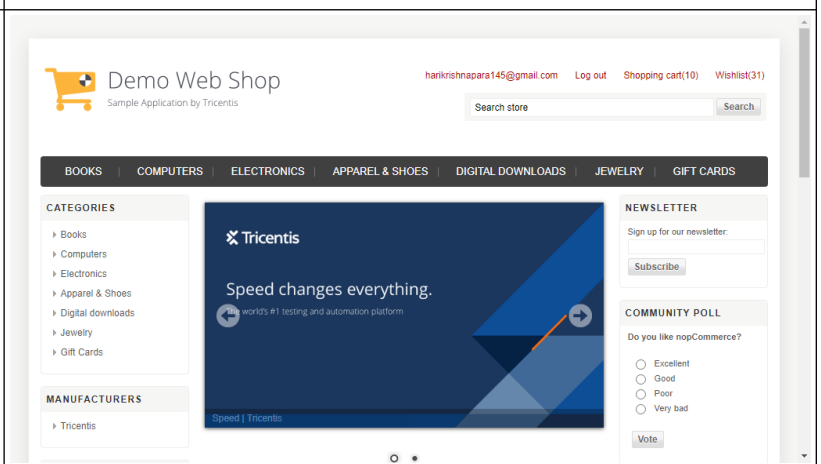 Demo Web Shop
Sample Application by Tricentis
harikrishnapara145@gmail.com Log out Shopping cart(10) Wishlist(31)
Search store Search
BOOKS COMPUTERS ELECTRONICS APPAREL & SHOES DIGITAL DOWNLOADS JEWELRY GIFT CARDS
CATEGORIES
Books
Computers
Electronics
Apparel & Shoes
Digital downloads
Jewelry
Gift Cards
MANUFACTURERS
Tricentis
Tricentis
Speed changes everything.
The world's #1 testing and automation platform
Speed | Tricentis
NEWSLETTER
Sign up for our newsletter:
Subscribe
COMMUNITY POLL
Do you like nopCommerce?
Excellent
Good
Poor
Very bad
Vote